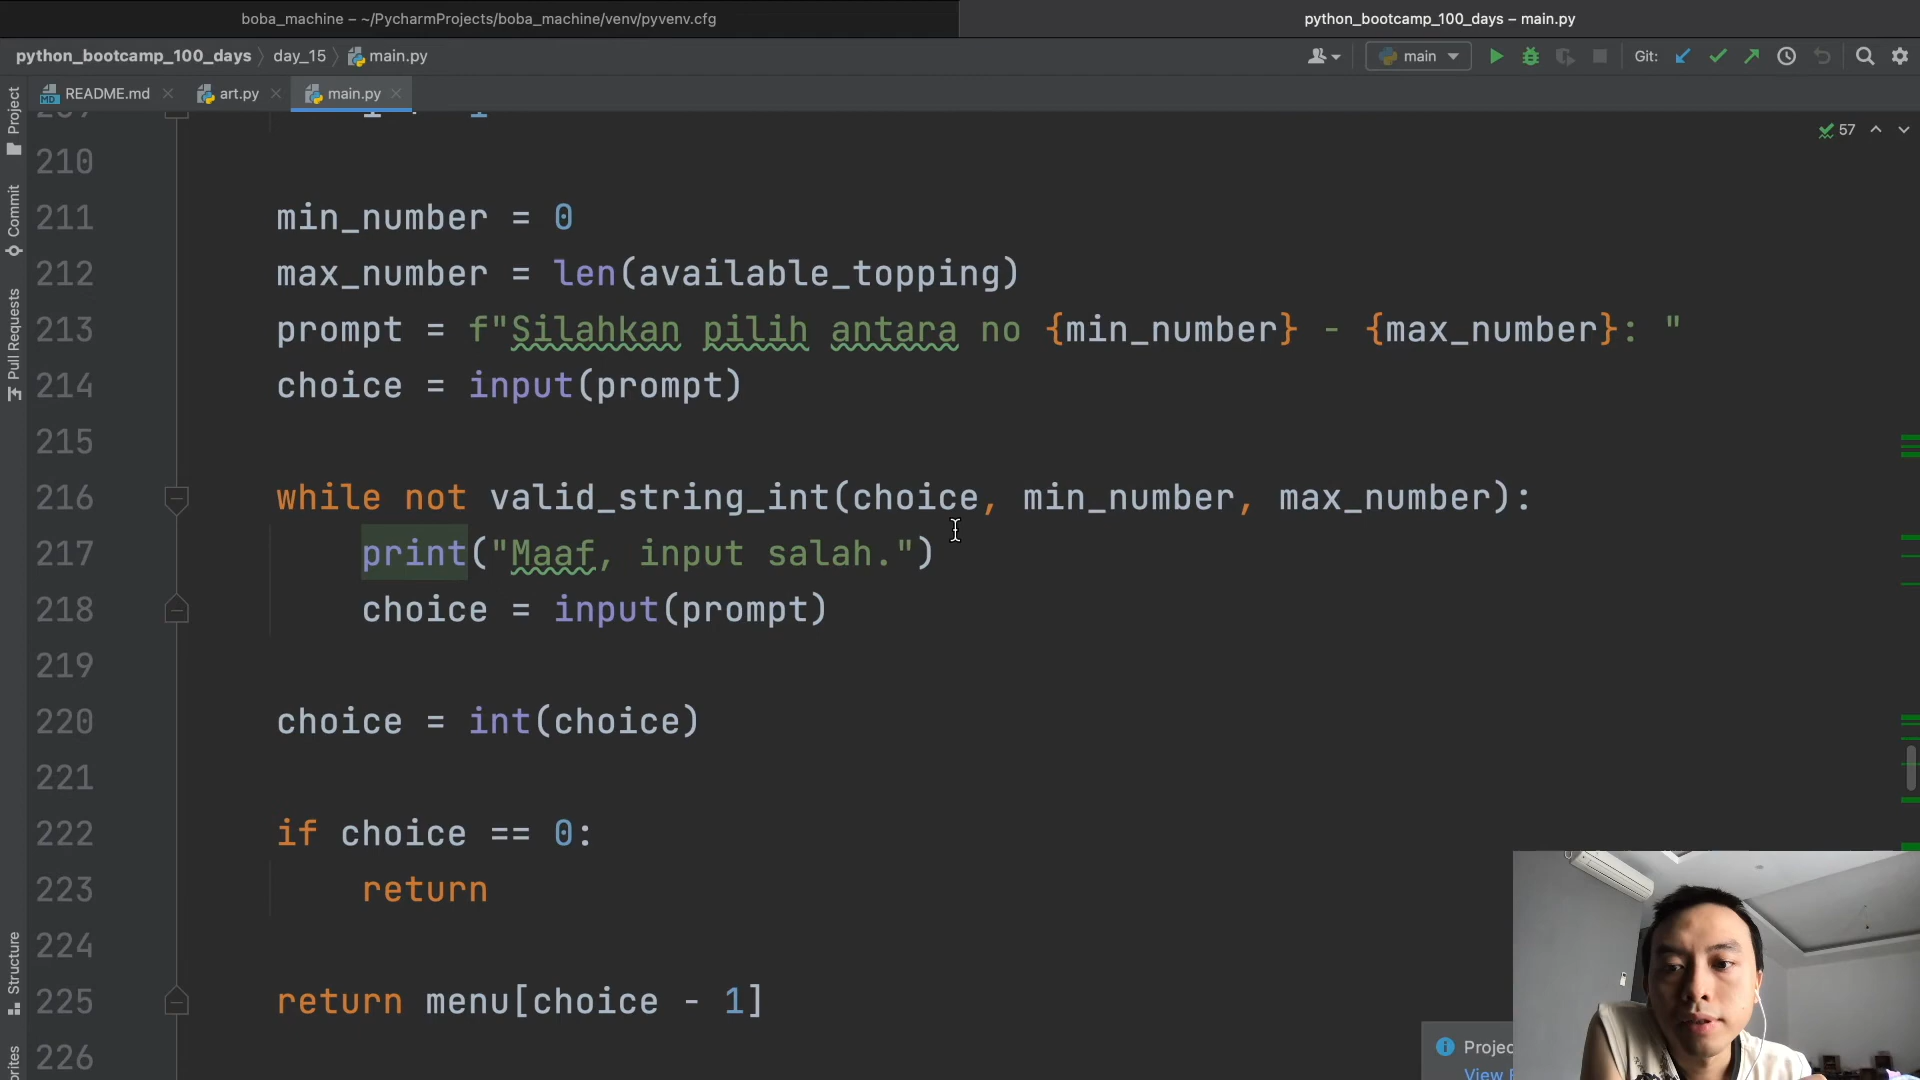 boba_machine – ~/PycharmProjects/boba_machine/venv/pyvenv.cfg
python_bootcamp_100_days – main.py
python_bootcamp_100_days 〉 day_15 〉 main.py
main
Git:
README.md
art.py
main.py
57
Project
Commit
Pull Requests
Structure
210
211 min_number = 0
212 max_number = len(available_topping)
213 prompt = f"Silahkan pilih antara no {min_number} - {max_number}: "
214 choice = input(prompt)
215
216 while not valid_string_int(choice, min_number, max_number):
217 print("Maaf, input salah.")
218 choice = input(prompt)
219
220 choice = int(choice)
221
222 if choice == 0:
223 return
224
225 return menu[choice - 1]
226
View